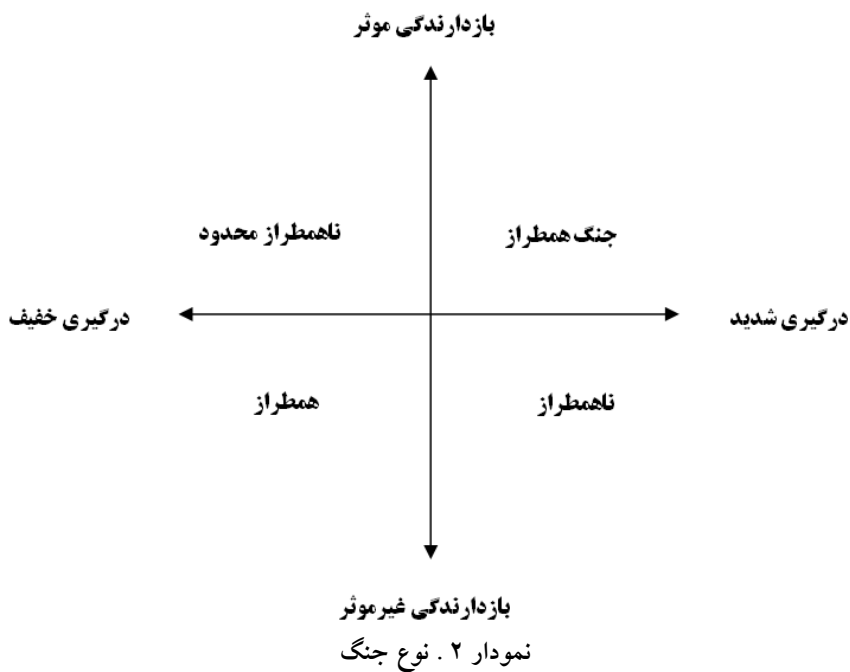 بازدارندگی موثر
جنگ همطراز
ناهمطراز محدود
درگیری شدید
درگیری خفیف
ناهمطراز
همطراز
بازدارندگی غیرموثر
نمودار ۲ . نوع جنگ